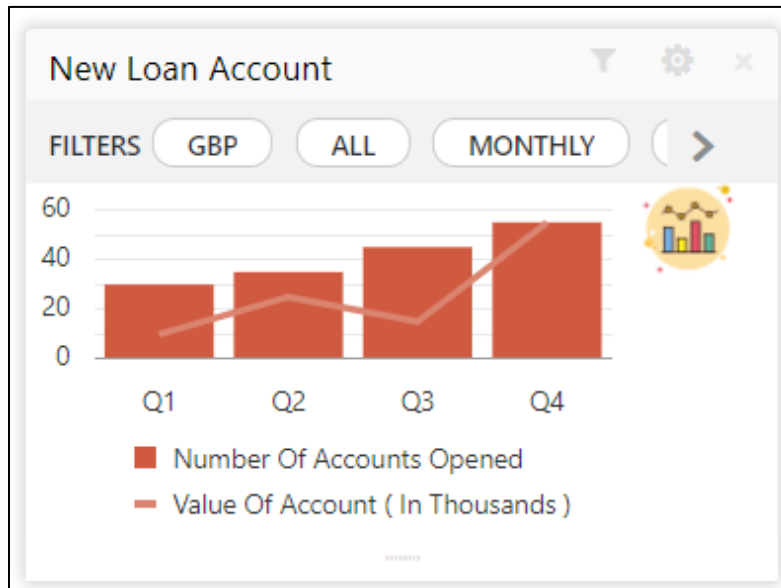 New Loan Account
FILTERS GBP ALL MONTHLY
60
40
20
0
Q1 Q2 Q3 Q4
Number Of Accounts Opened
Value Of Account ( In Thousands )